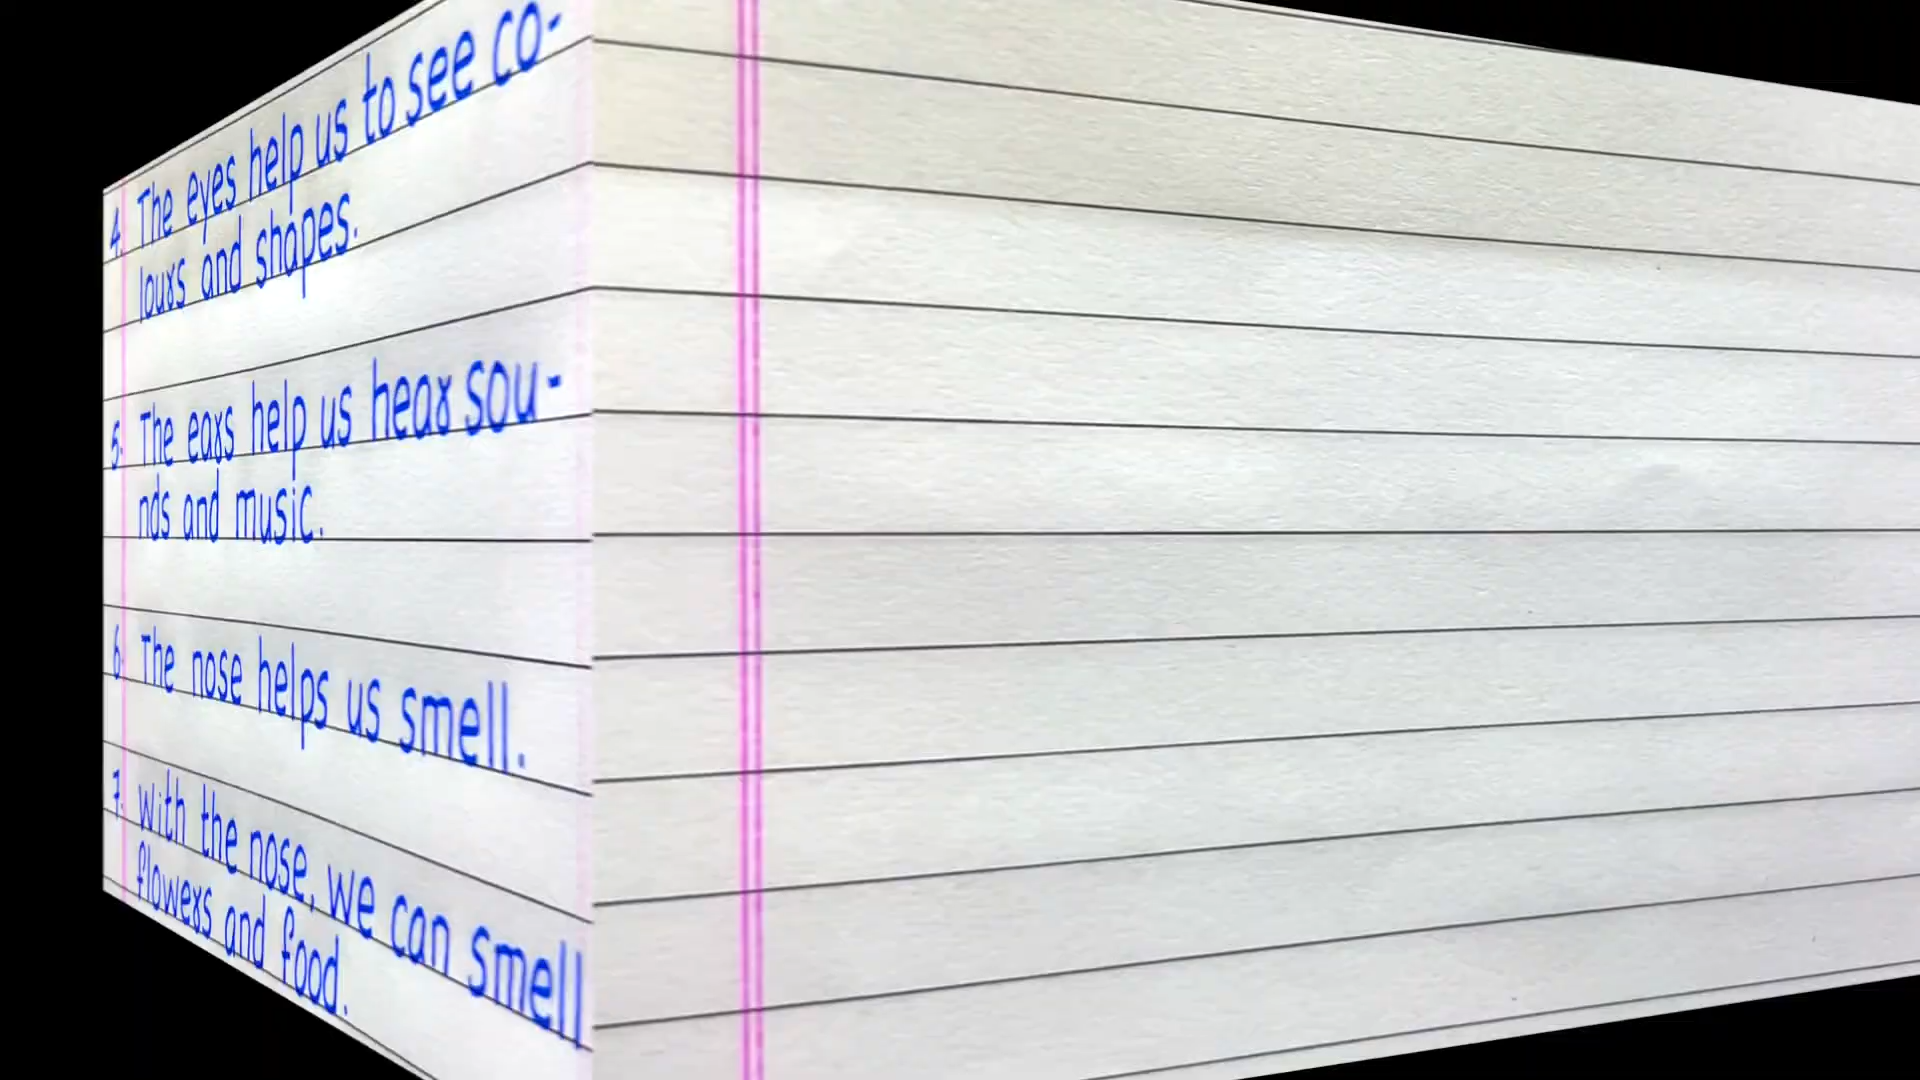 4. The eyes help us to see co-
lours and shapes.
5. The ears help us hear sou-
nds and music.
6. The nose helps us smell.
7. With the nose, we can smell
flowers and food.